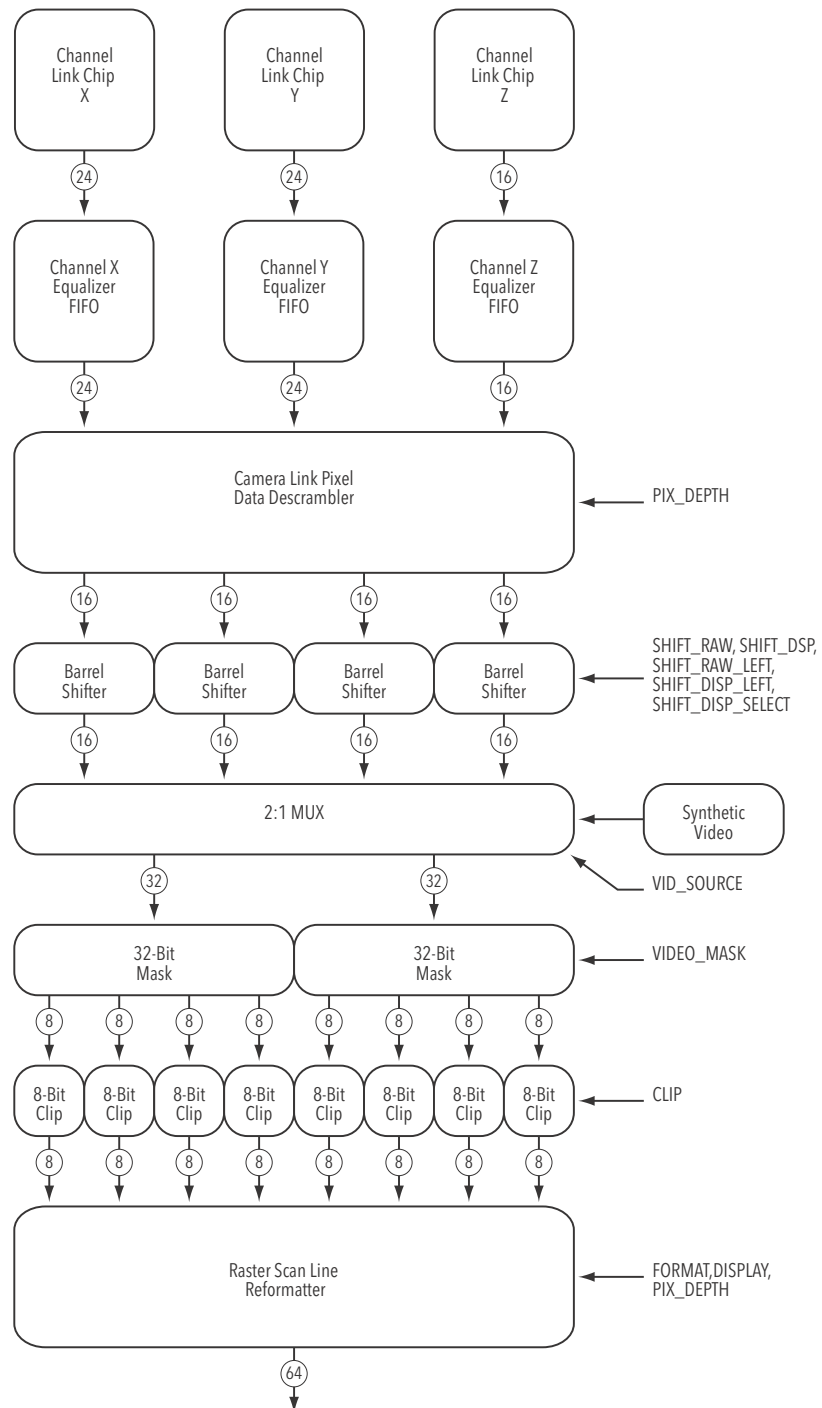 Channel
Link Chip
X
Channel
Link Chip
Y
Channel
Link Chip
Z
24
24
16
Channel X
Equalizer
FIFO
Channel Y
Equalizer
FIFO
Channel Z
Equalizer
FIFO
24
24
16
Camera Link Pixel
Data Descrambler
PIX_DEPTH
16
16
16
16
Barrel
Shifter
Barrel
Shifter
Barrel
Shifter
Barrel
Shifter
SHIFT_RAW, SHIFT_DSP,
SHIFT_RAW_LEFT,
SHIFT_DISP_LEFT,
SHIFT_DISP_SELECT
16
16
16
16
2:1 MUX
Synthetic
Video
VID_SOURCE
32
32
32-Bit
Mask
32-Bit
Mask
VIDEO_MASK
8
8
8
8
8
8
8
8
8-Bit
Clip
8-Bit
Clip
8-Bit
Clip
8-Bit
Clip
8-Bit
Clip
8-Bit
Clip
8-Bit
Clip
8-Bit
Clip
CLIP
8
8
8
8
8
8
8
8
Raster Scan Line
Reformatter
FORMAT,DISPLAY,
PIX_DEPTH
64